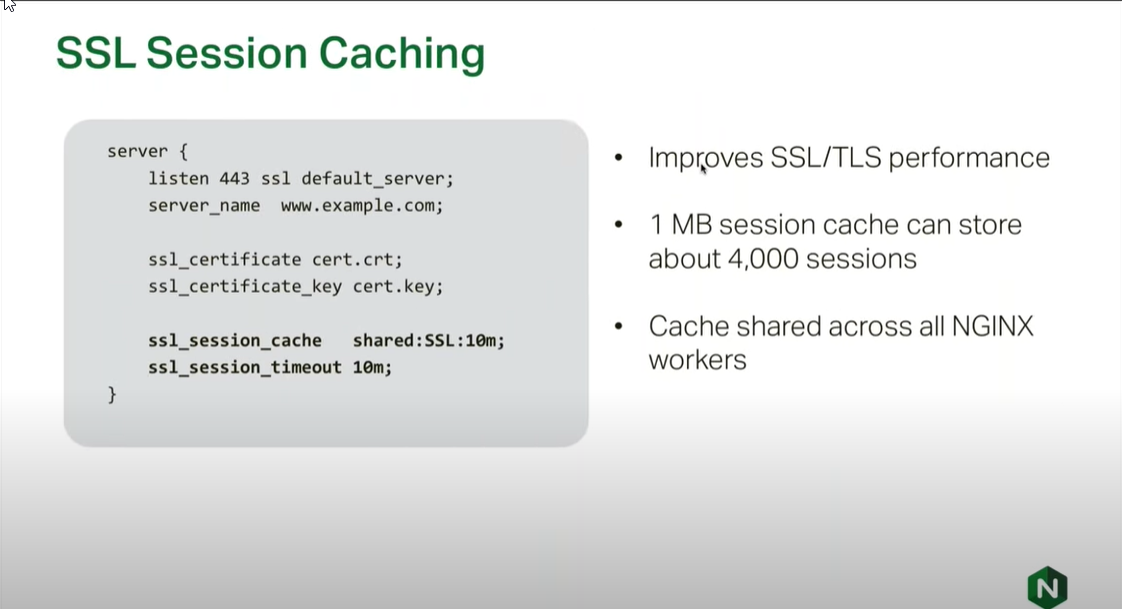 SSL Session Caching
server {
listen 443 ssl default_server;
server_name www.example.com;
ssl_certificate cert.crt;
ssl_certificate_key cert.key;
ssl_session_cache shared:SSL:10m;
ssl_session_timeout 10m;
}
• Improves SSL/TLS performance
• 1 MB session cache can store
about 4,000 sessions
• Cache shared across all NGINX
workers
N